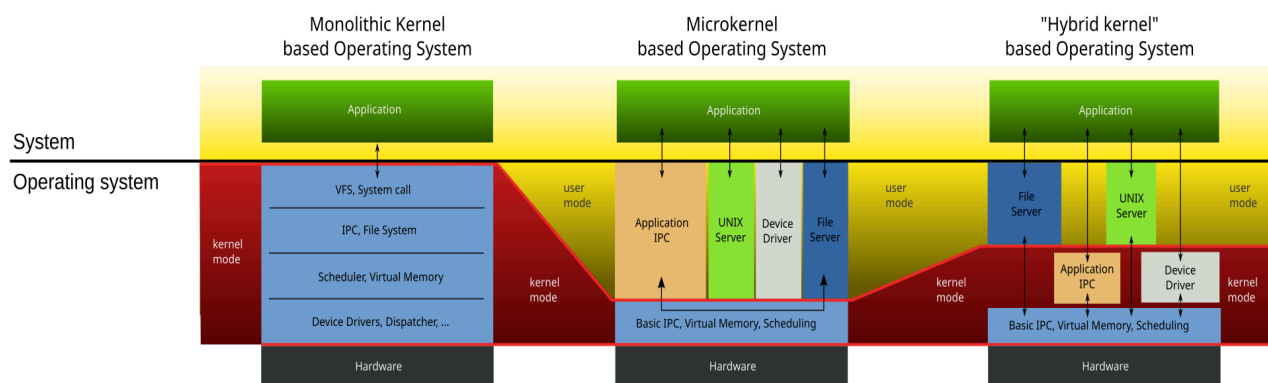 Monolithic Kernel
based Operating System
Microkernel
based Operating System
"Hybrid kernel"
based Operating System
Application
Application
Application
System
Operating system
kernel
mode
VFS, System call
IPC, File System
Scheduler, Virtual Memory
Device Drivers, Dispatcher, ...
Hardware
user
mode
kernel
mode
Application
IPC
UNIX
Server
Device
Driver
File
Server
Basic IPC, Virtual Memory, Scheduling
Hardware
user
mode
kernel
mode
File
Server
UNIX
Server
Application
IPC
Device
Driver
Basic IPC, Virtual Memory, Scheduling
Hardware
user
mode
kernel
mode